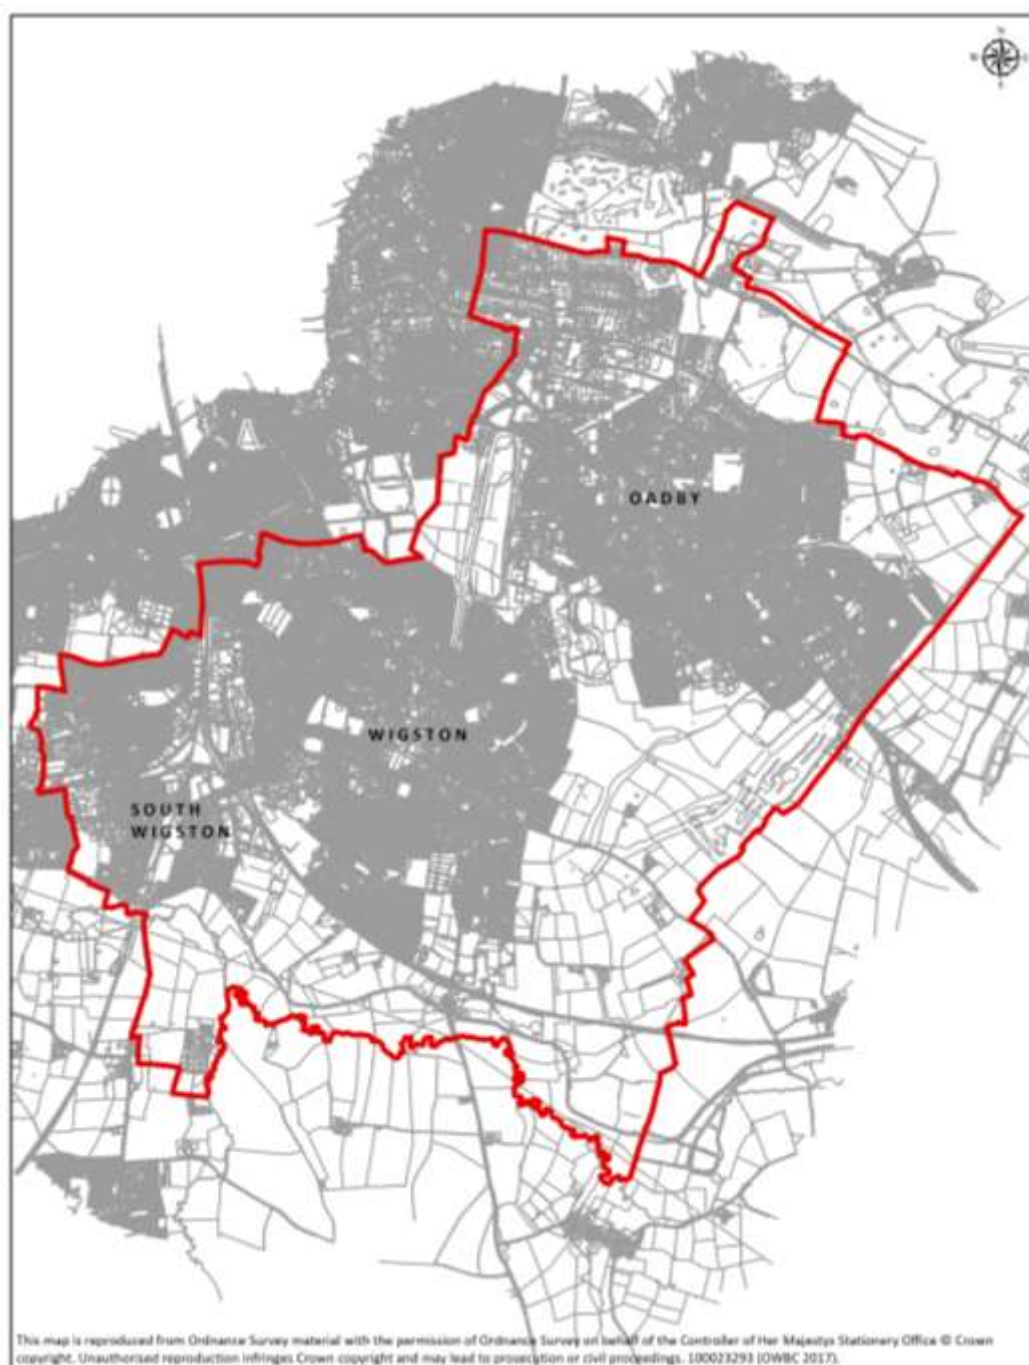 OADBY
WIGSTON
SOUTH
WIGSTON
This map is reproduced from Ordnance Survey material with the permission of Ordnance Survey on behalf of the Controller of Her Majestys Stationery Office © Crown
copyright. Unauthorised reproduction infringes Crown copyright and may lead to prosecution or civil proceedings. 100023293 (OWBC 2017).